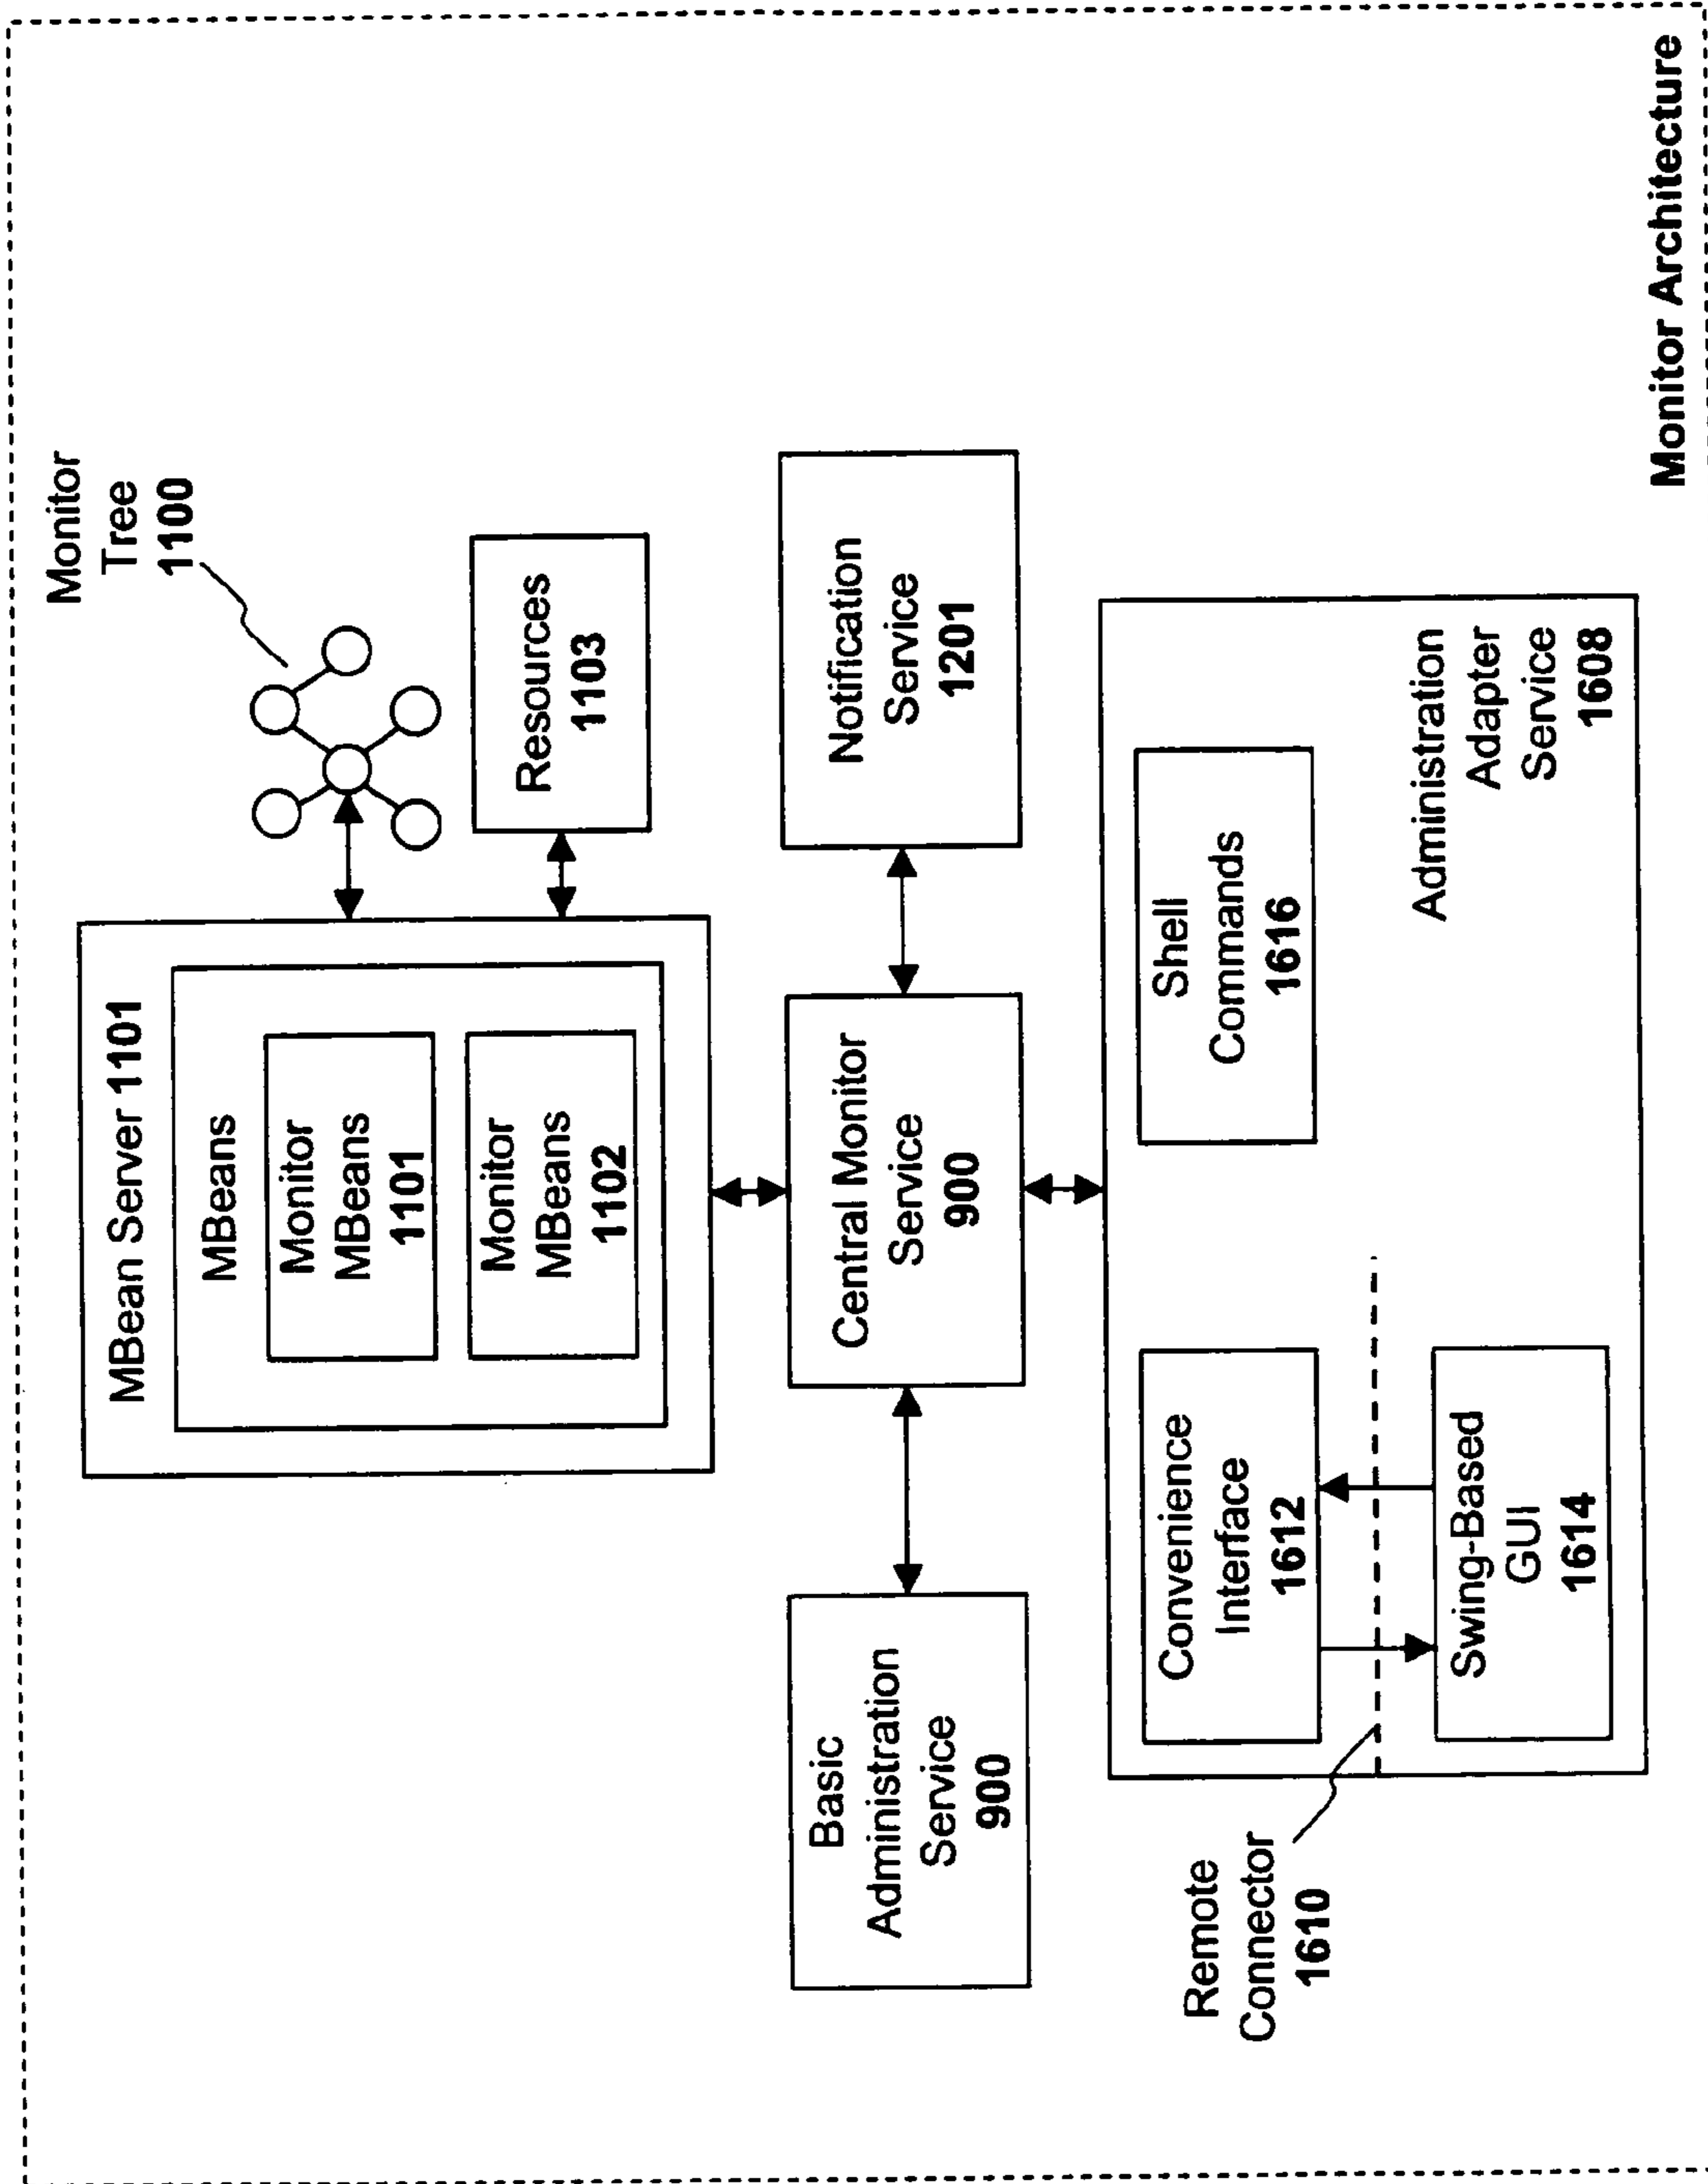 MBean Server 1101
MBeans
Monitor
MBeans
1101
Monitor
MBeans
1102
Monitor
Tree
1100
Resources
1103
Basic
Administration
Service
900
Central Monitor
Service
900
Notification
Service
1201
Remote
Connector
1610
Convenience
Interface
1612
Swing-Based
GUI
1614
Shell
Commands
1616
Administration
Adapter
Service
1608
Monitor Architecture